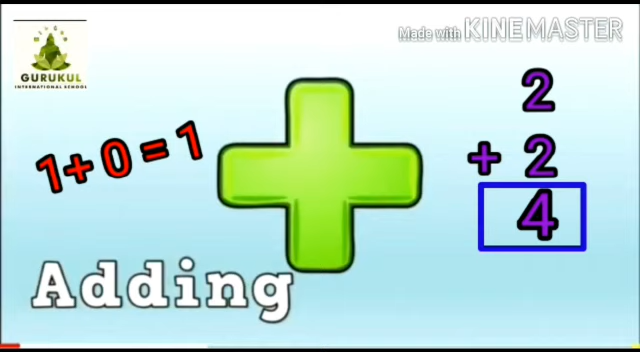 Made with KINEMASTER
GURUKUL
INTERNATIONAL SCHOOL
1+0=1
2
+ 2
4
Adding